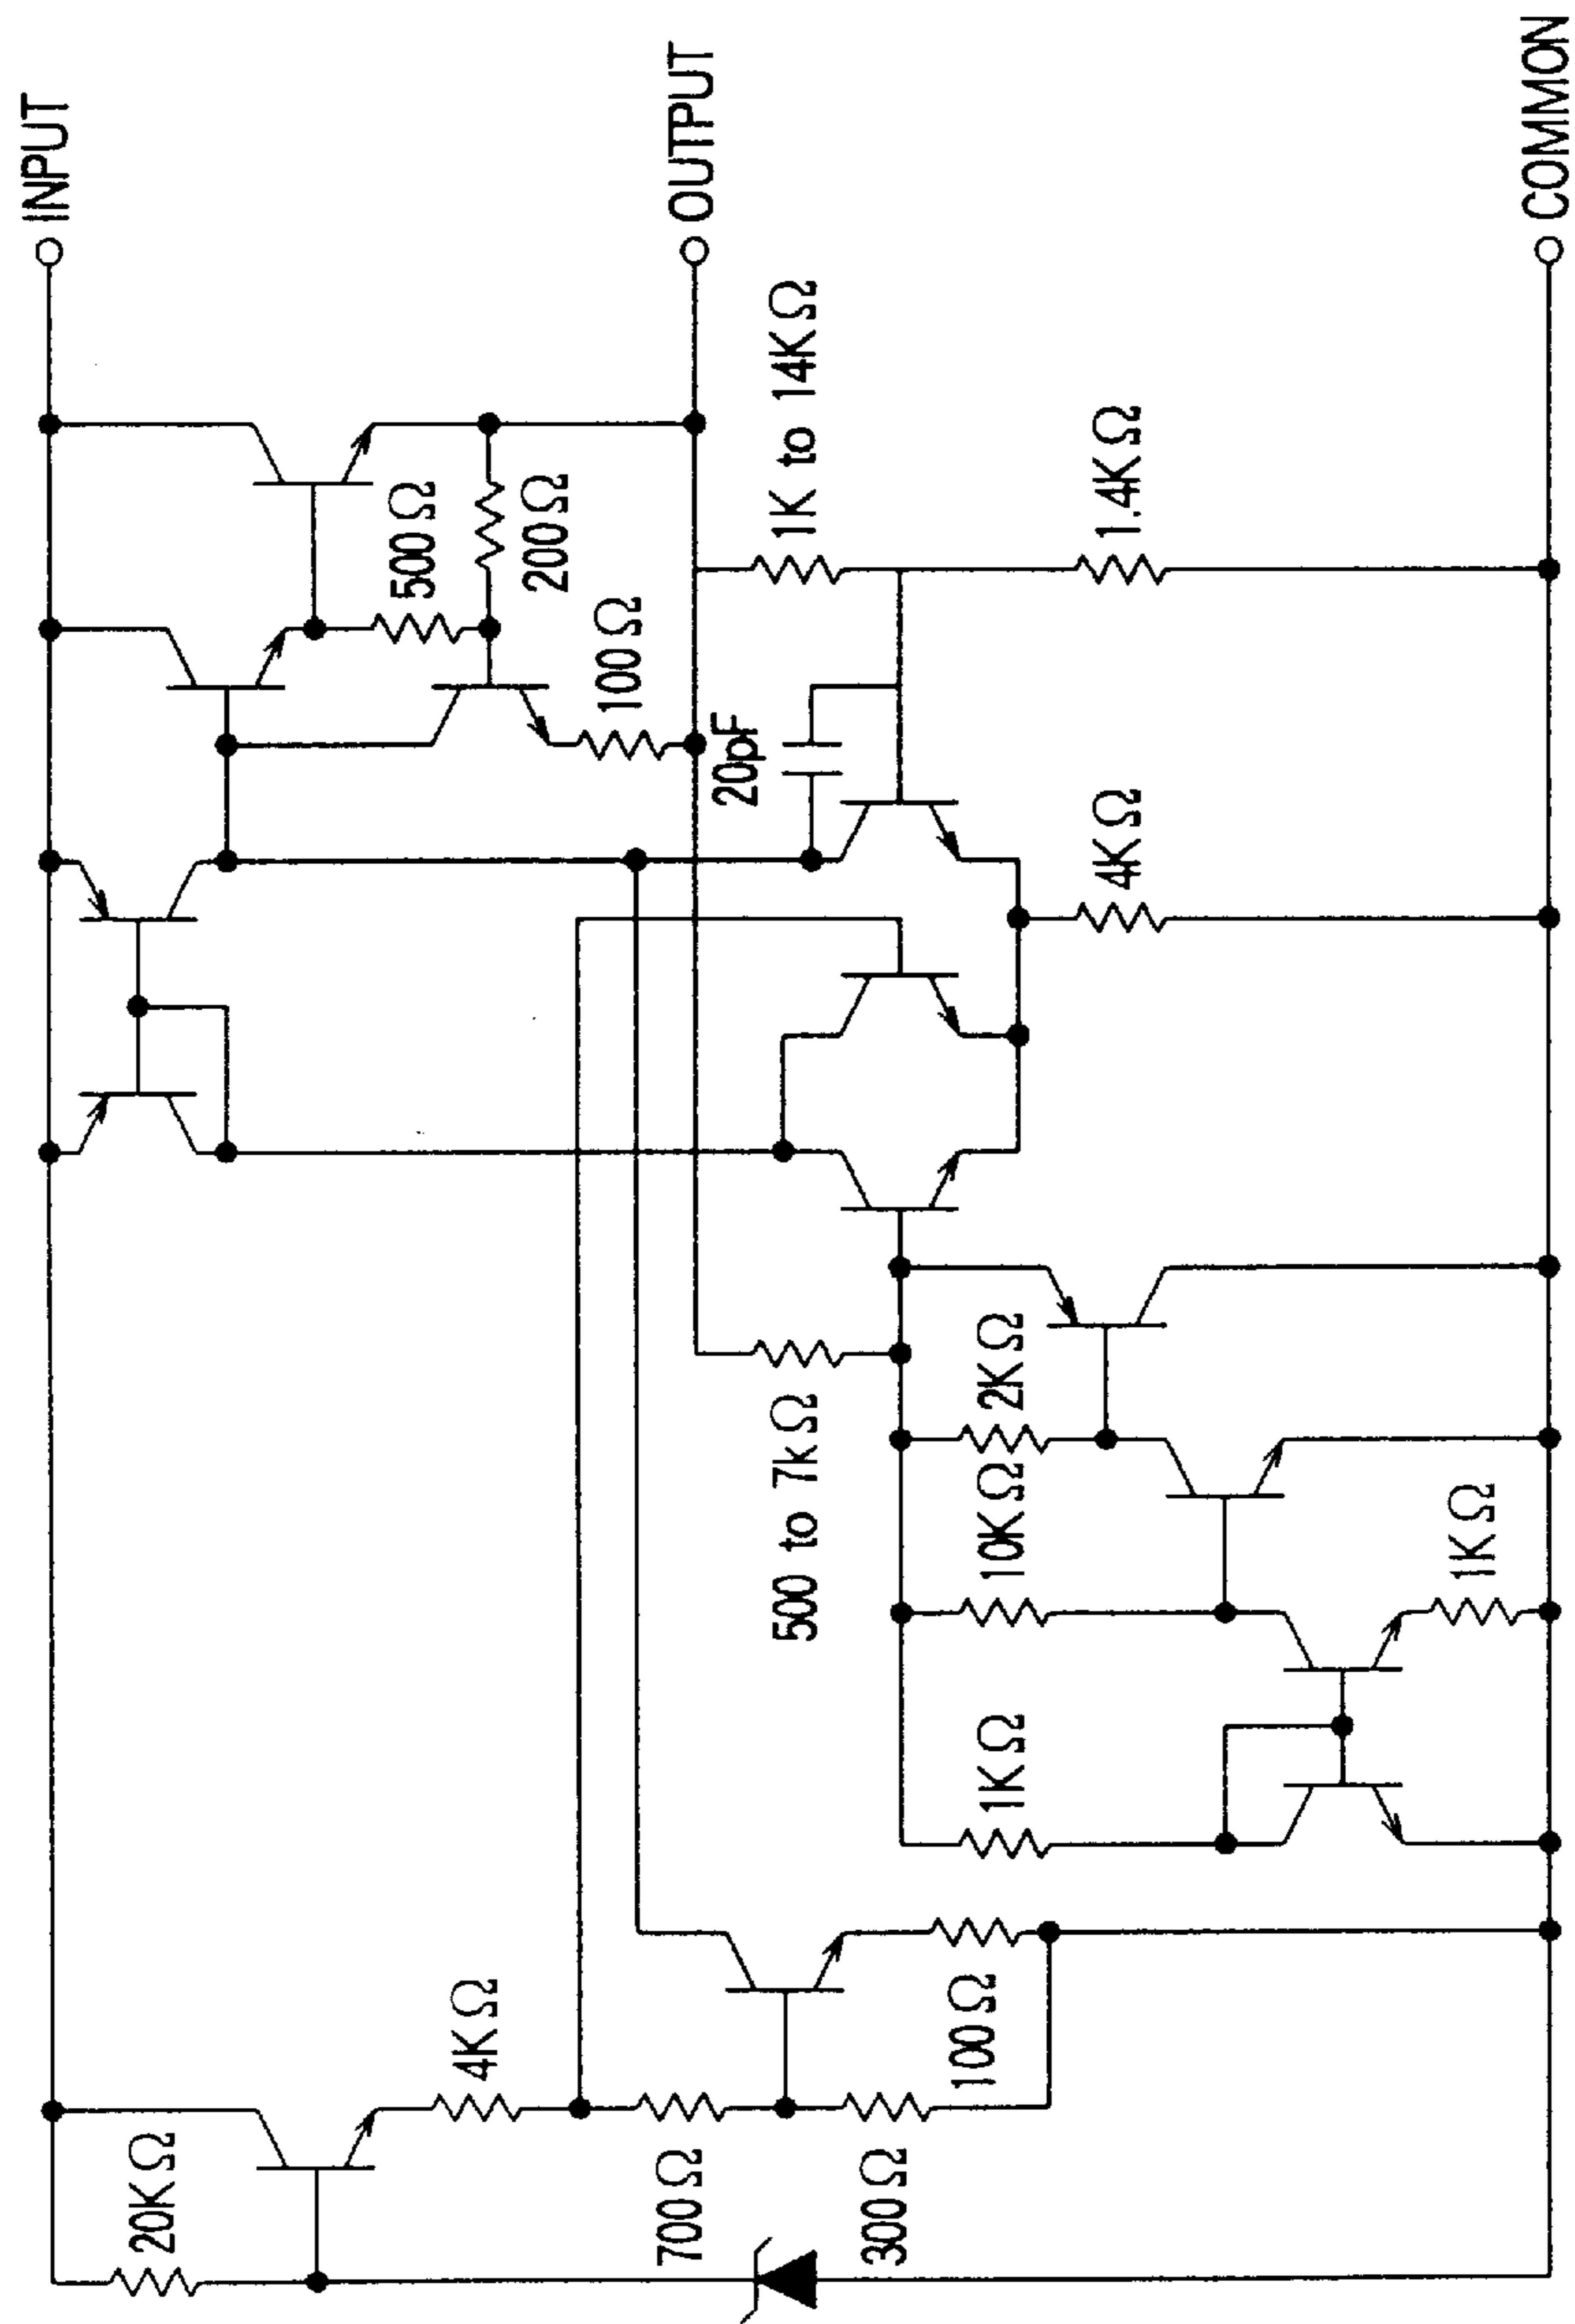 INPUT
OUTPUT
COMMON
20KΩ
4KΩ
700Ω
300Ω
100Ω
1KΩ
10KΩ
2KΩ
1KΩ
500 to 7kΩ
20pF
4KΩ
100Ω
500Ω
200Ω
1K to 14KΩ
1.4KΩ